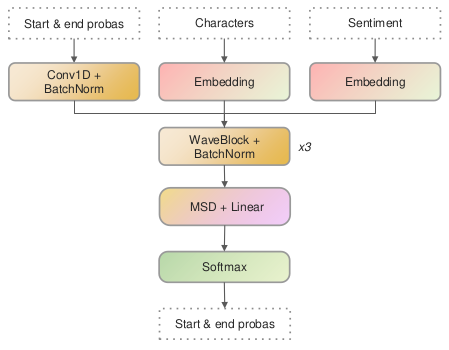 Start & end probas
Characters
Sentiment
Conv1D +
BatchNorm
Embedding
Embedding
WaveBlock +
BatchNorm
x3
MSD + Linear
Softmax
Start & end probas